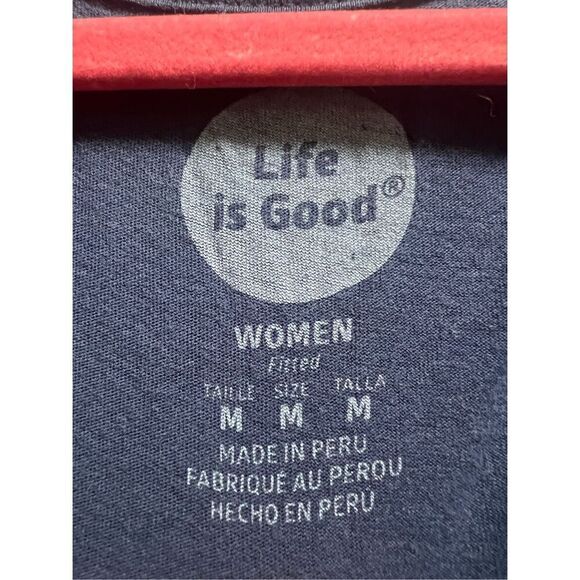 Life
is Good®
WOMEN
Fitted
TAILLE SIZE TALLA
M M M
MADE IN PERU
FABRIQUÉ AU PEROU
HECHO EN PERU